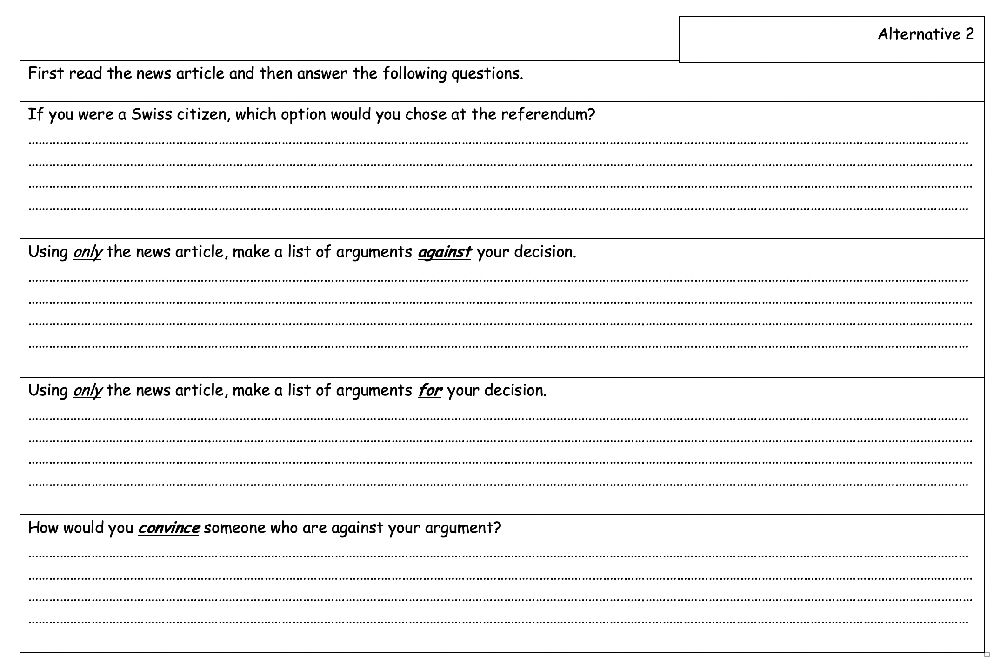 Alternative 2
First read the news article and then answer the following questions.
If you were a Swiss citizen, which option would you chose at the referendum?
Using only the news article, make a list of arguments against your decision.
Using only the news article, make a list of arguments for your decision.
How would you convince someone who are against your argument?